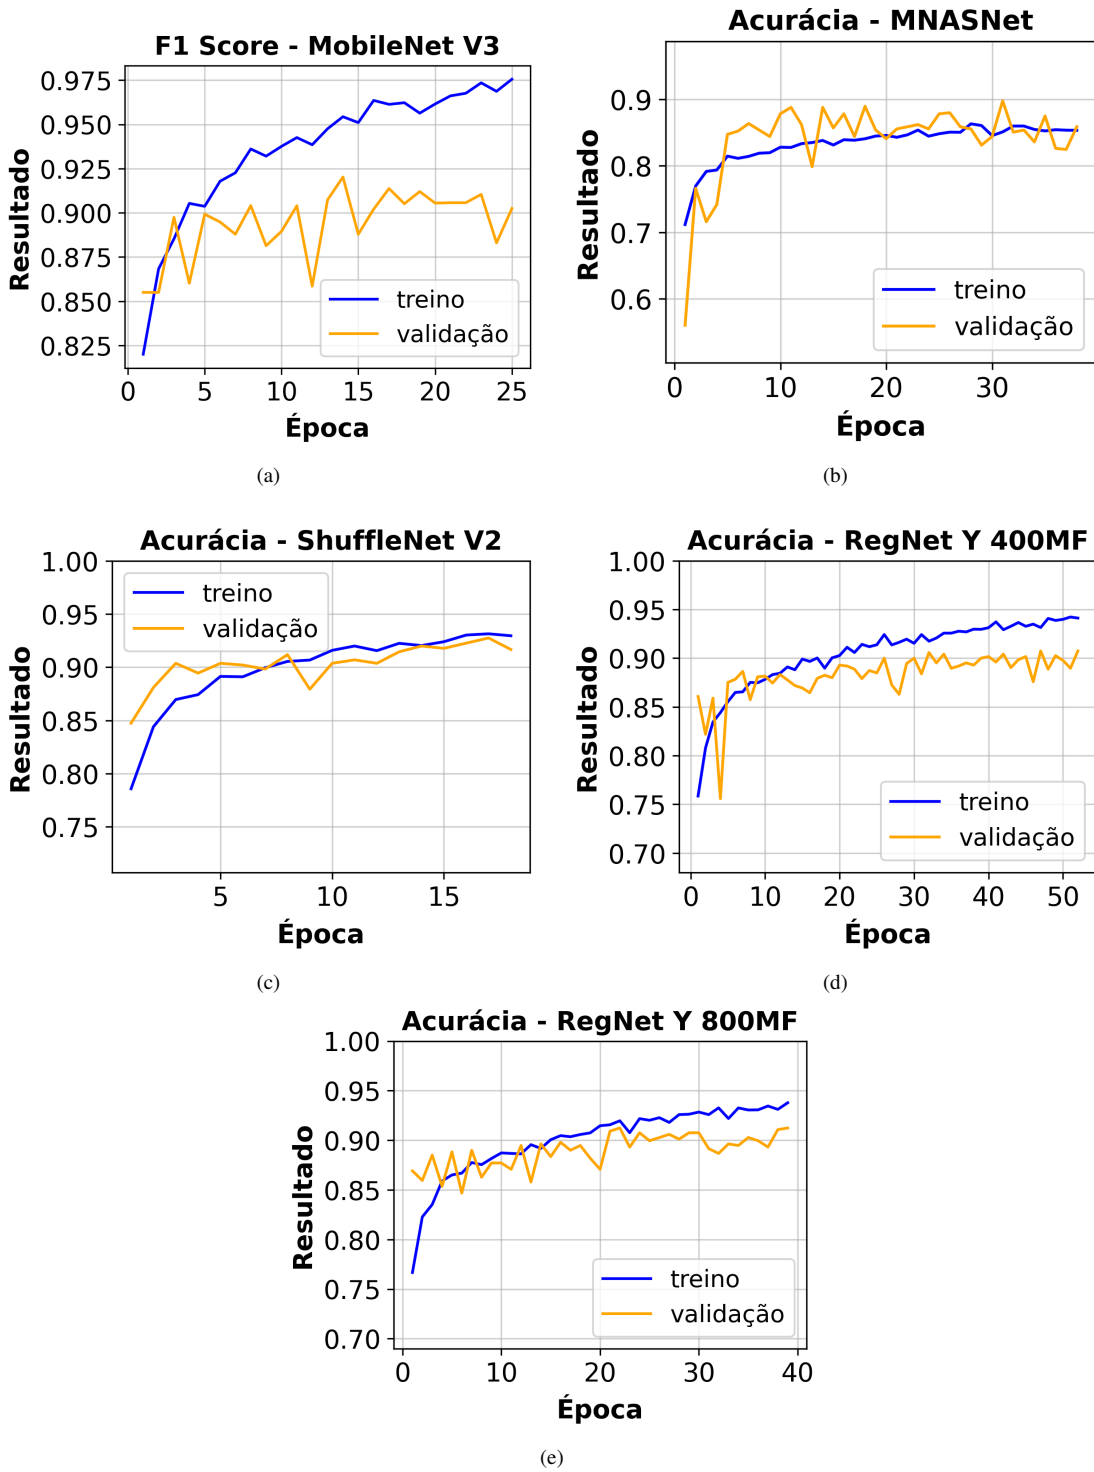 F1 Score - MobileNet V3
0.975
0.950
0.925
0.900
0.875
0.850
0.825
Resultado
treino
validação
0 5 10 15 20 25
Época
(a)
Acurácia - MNASNet
0.9
0.8
0.7
0.6
Resultado
treino
validação
0 10 20 30
Época
(b)
Acurácia - ShuffleNet V2
1.00
0.95
0.90
0.85
0.80
0.75
Resultado
treino
validação
5 10 15
Época
(c)
Acurácia - RegNet Y 400MF
1.00
0.95
0.90
0.85
0.80
0.75
0.70
Resultado
treino
validação
0 10 20 30 40 50
Época
(d)
Acurácia - RegNet Y 800MF
1.00
0.95
0.90
0.85
0.80
0.75
0.70
Resultado
treino
validação
0 10 20 30 40
Época
(e)